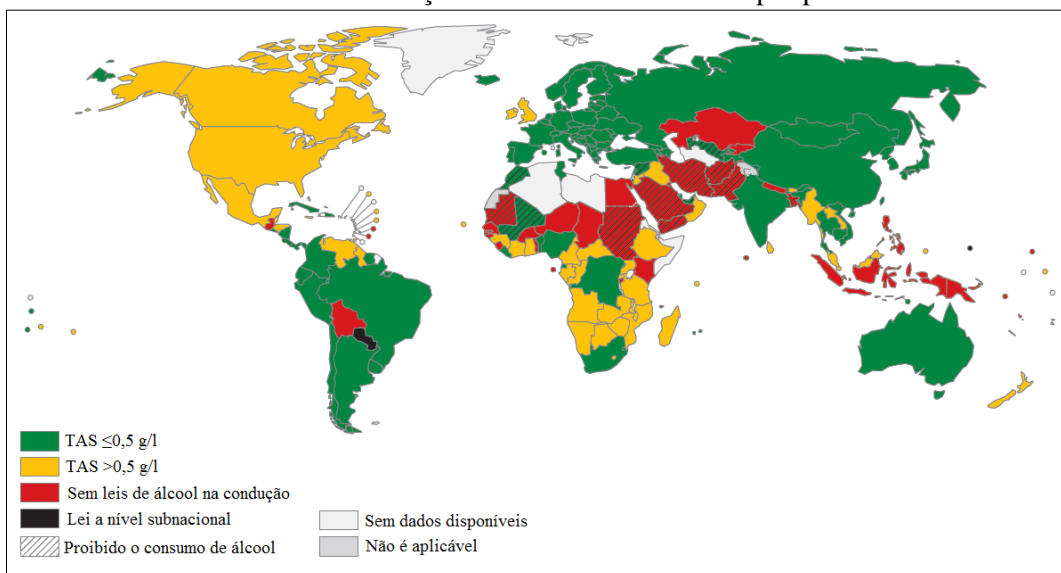 TAS ≤0,5 g/l
TAS >0,5 g/l
Sem leis de álcool na condução
Lei a nível subnacional
Proibido o consumo de álcool
Sem dados disponíveis
Não é aplicável